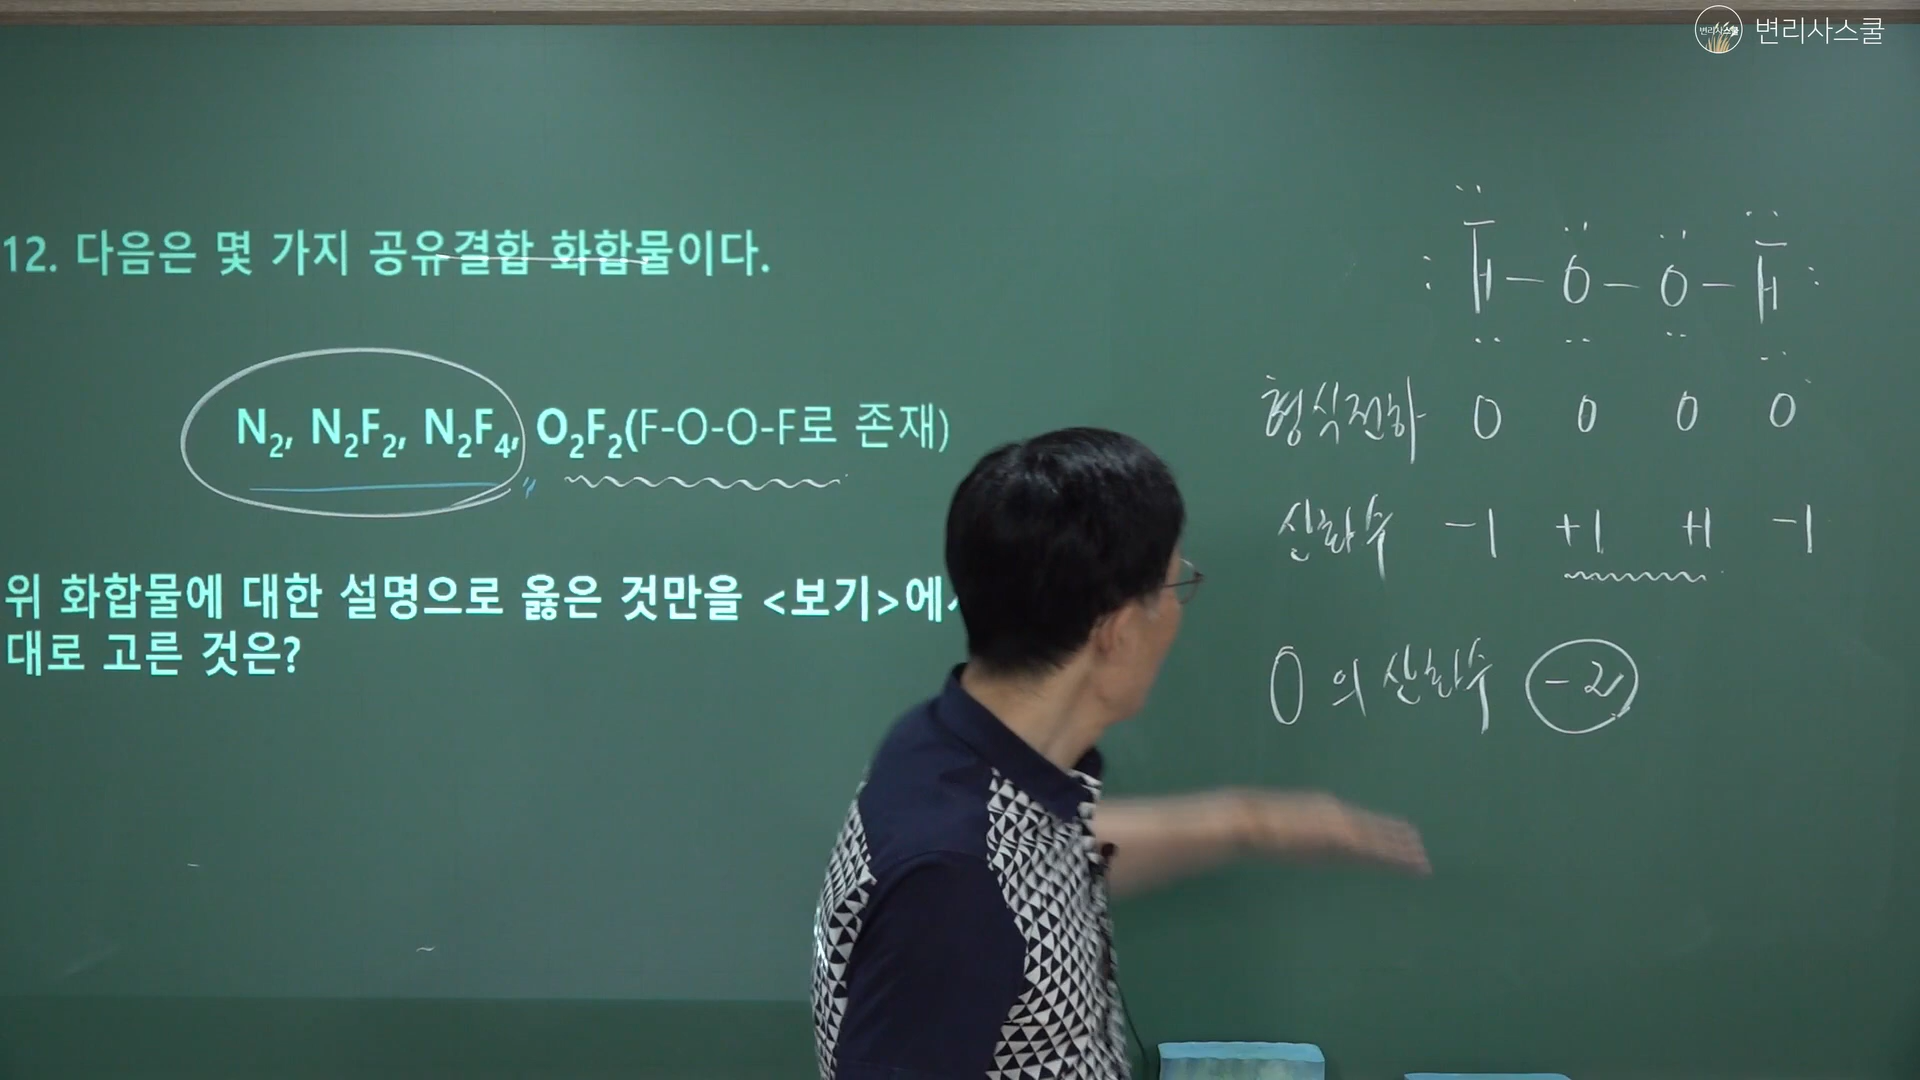 변리사스쿨
12. 다음은 몇 가지 공유결합 화합물이다.
N₂, N₂F₂, N₂F₄, O₂F₂(F-O-O-F로 존재)
위 화합물에 대한 설명으로 옳은 것만을 <보기>에서
대로 고른 것은?
F-O-O-F
형식전하 0 0 0 0
산화수 -1 +1 +1 -1
O의 산화수 -2